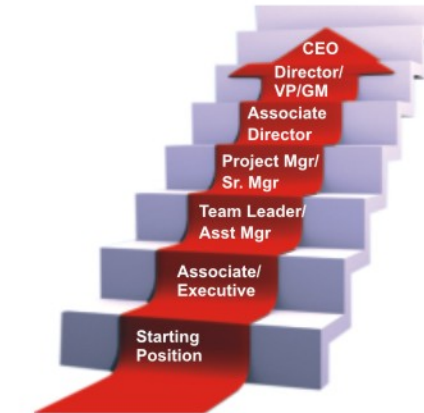 CEO
Director/
VP/GM
Associate
Director
Project Mgr/
Sr. Mgr
Team Leader/
Asst Mgr
Associate/
Executive
Starting
Position